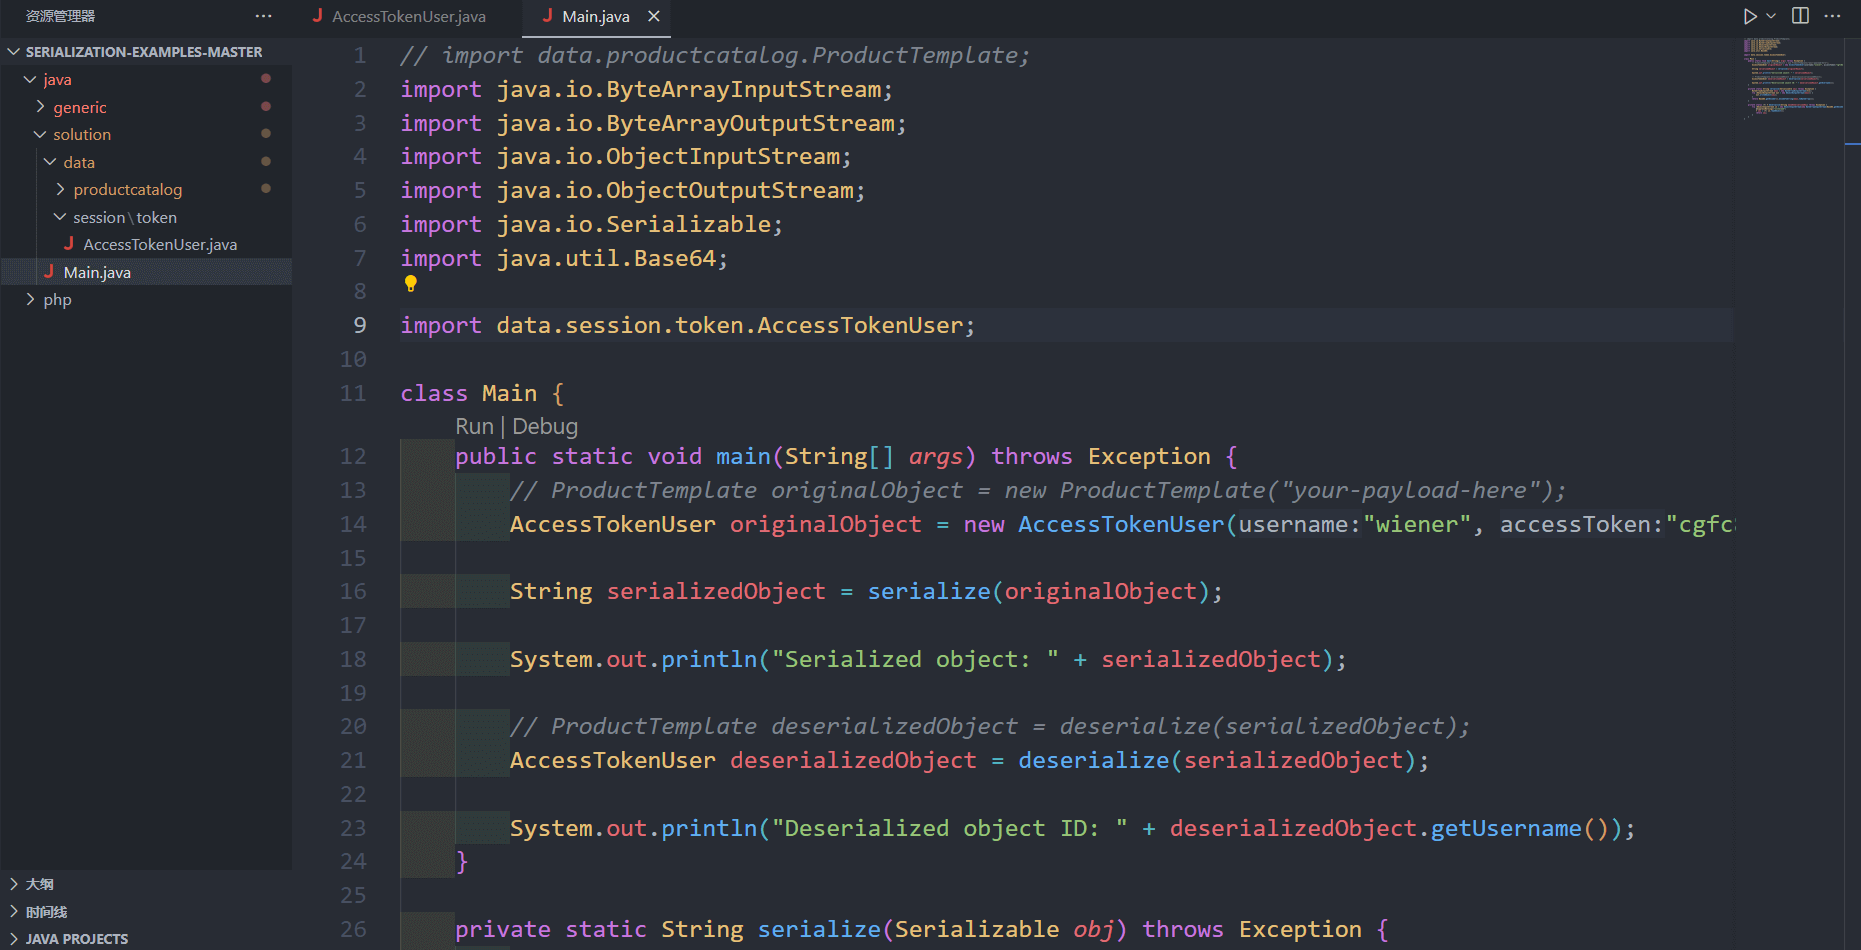 资源管理器 ···
SERIALIZATION-EXAMPLES-MASTER
java
generic
solution
data
productcatalog
session\token
AccessTokenUser.java
Main.java
php
大纲
时间线
JAVA PROJECTS
AccessTokenUser.java
Main.java
1 // import data.productcatalog.ProductTemplate;
2 import java.io.ByteArrayInputStream;
3 import java.io.ByteArrayOutputStream;
4 import java.io.ObjectInputStream;
5 import java.io.ObjectOutputStream;
6 import java.io.Serializable;
7 import java.util.Base64;
8
9 import data.session.token.AccessTokenUser;
10
11 class Main {
Run | Debug
12 public static void main(String[] args) throws Exception {
13 // ProductTemplate originalObject = new ProductTemplate("your-payload-here");
14 AccessTokenUser originalObject = new AccessTokenUser(username:"wiener", accessToken:"cgfc
15
16 String serializedObject = serialize(originalObject);
17
18 System.out.println("Serialized object: " + serializedObject);
19
20 // ProductTemplate deserializedObject = deserialize(serializedObject);
21 AccessTokenUser deserializedObject = deserialize(serializedObject);
22
23 System.out.println("Deserialized object ID: " + deserializedObject.getUsername());
24 }
25
26 private static String serialize(Serializable obj) throws Exception {